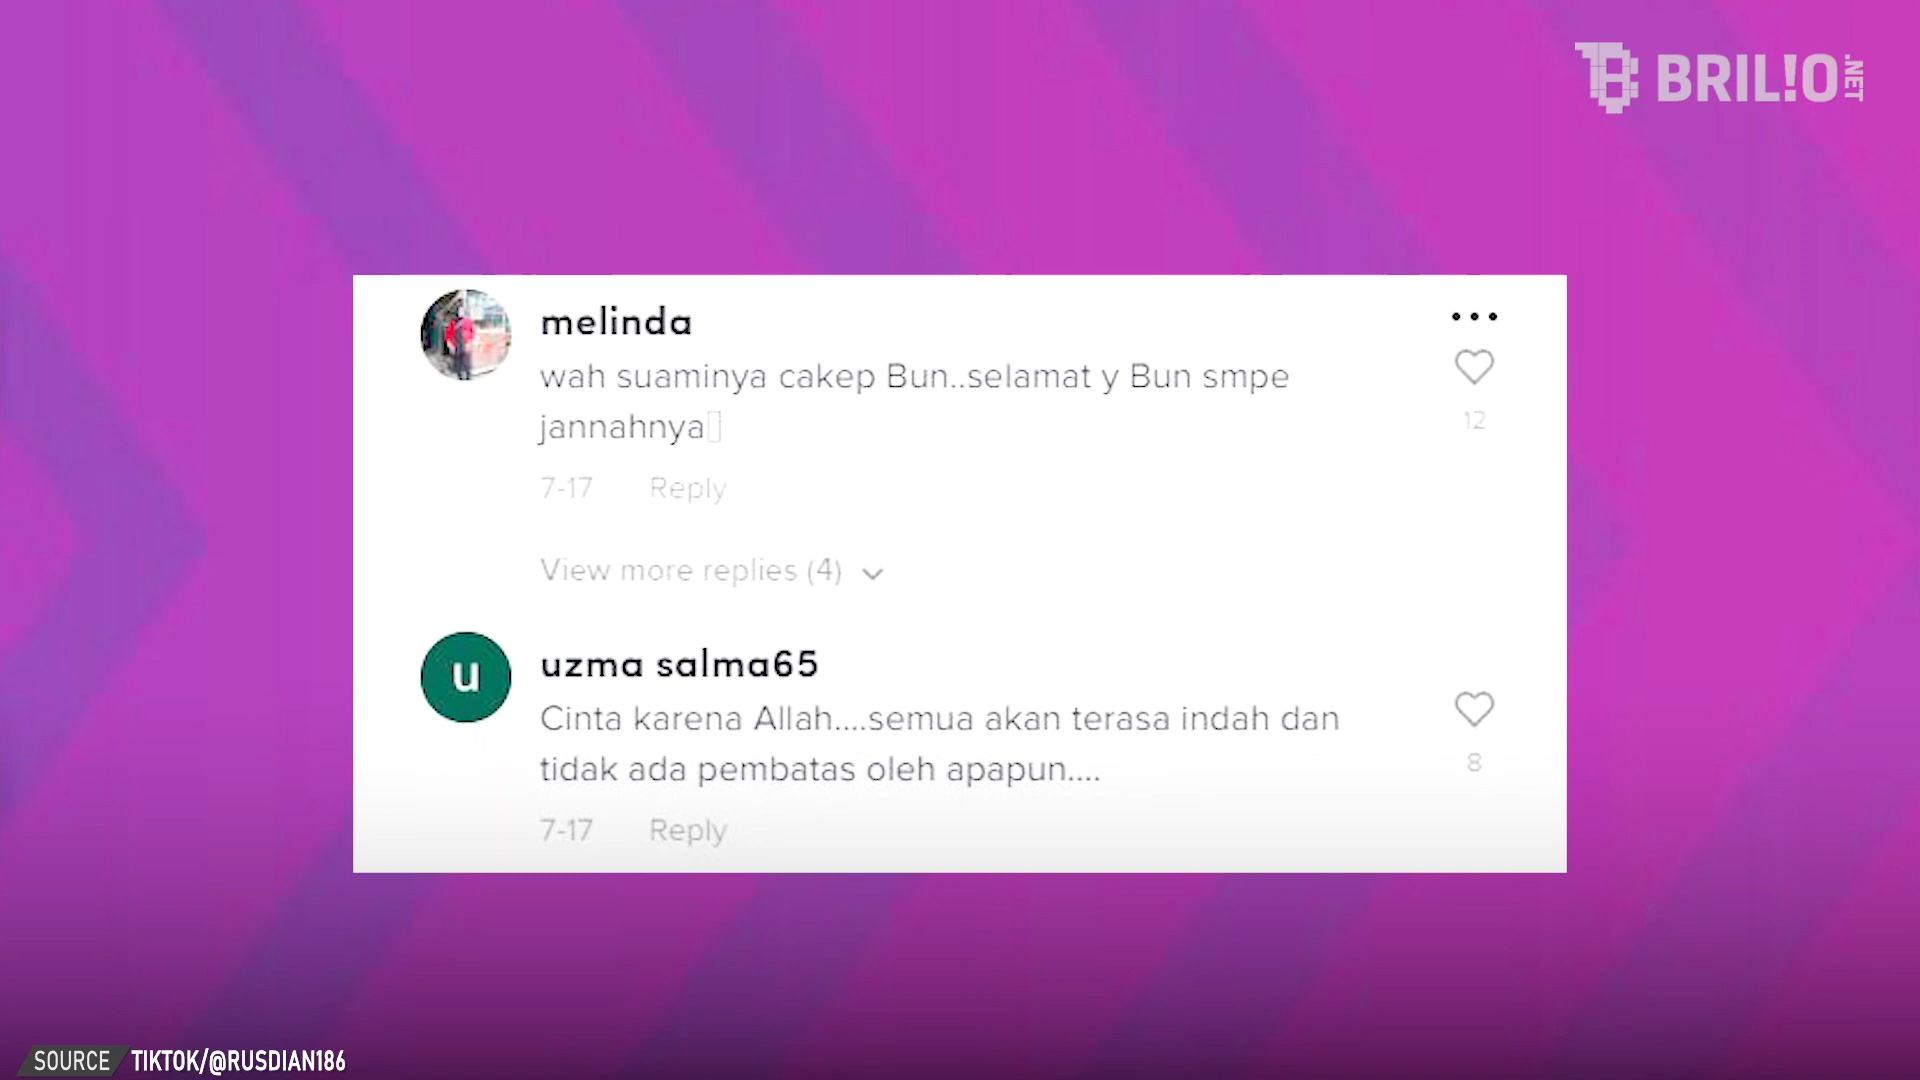 BRIL!O.NET
melinda
wah suaminya cakep Bun..selamat y Bun smpe
jannahnya
12
7-17 Reply
View more replies (4)
u
uzma salma65
Cinta karena Allah....semua akan terasa indah dan
tidak ada pembatas oleh apapun....
8
7-17 Reply
SOURCE TIKTOK/@RUSDIAN186